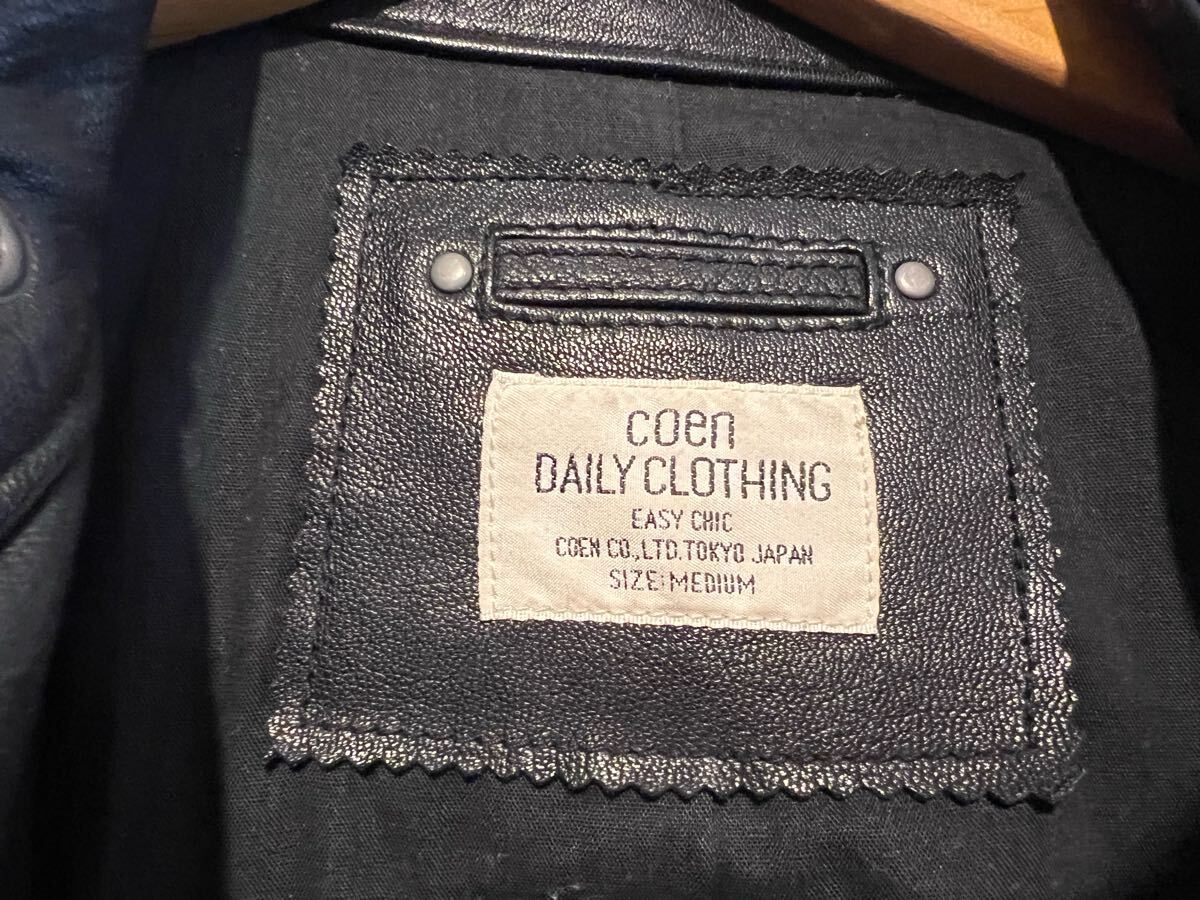 coen
DAILY CLOTHING
EASY CHIC
COEN CO.,LTD.TOKYO JAPAN
SIZE:MEDIUM